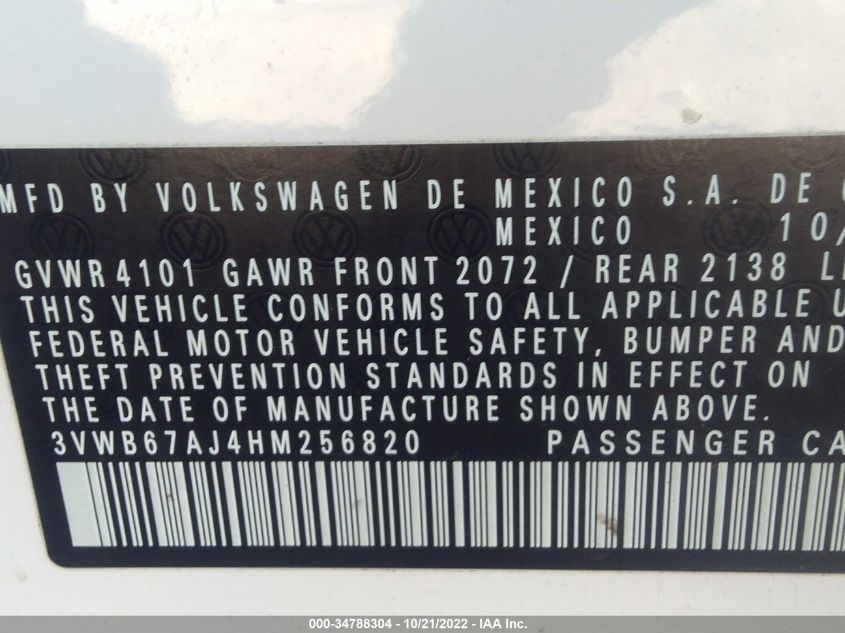 MFD BY VOLKSWAGEN DE MEXICO S.A. DE
MEXICO 10/
GVWR 4101 GAWR FRONT 2072 / REAR 2138
THIS VEHICLE CONFORMS TO ALL APPLICABLE
FEDERAL MOTOR VEHICLE SAFETY, BUMPER AND
THEFT PREVENTION STANDARDS IN EFFECT ON
THE DATE OF MANUFACTURE SHOWN ABOVE.
3VWB67AJ4HM256820 PASSENGER CA
000-34788304 - 10/21/2022 - IAA Inc.